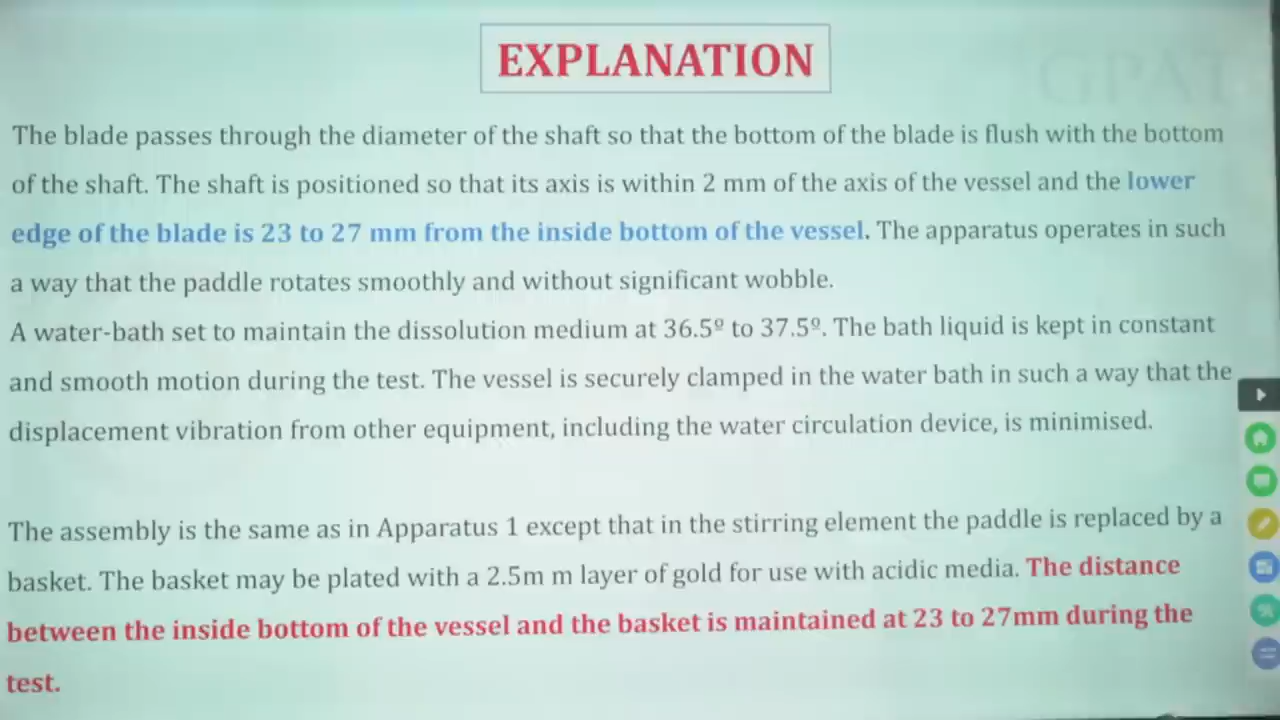 EXPLANATION
GPAT
The blade passes through the diameter of the shaft so that the bottom of the blade is flush with the bottom
of the shaft. The shaft is positioned so that its axis is within 2 mm of the axis of the vessel and the lower
edge of the blade is 23 to 27 mm from the inside bottom of the vessel. The apparatus operates in such
a way that the paddle rotates smoothly and without significant wobble.
A water-bath set to maintain the dissolution medium at 36.5º to 37.5º. The bath liquid is kept in constant
and smooth motion during the test. The vessel is securely clamped in the water bath in such a way that the
displacement vibration from other equipment, including the water circulation device, is minimised.
The assembly is the same as in Apparatus 1 except that in the stirring element the paddle is replaced by a
basket. The basket may be plated with a 2.5m m layer of gold for use with acidic media. The distance
between the inside bottom of the vessel and the basket is maintained at 23 to 27mm during the
test.